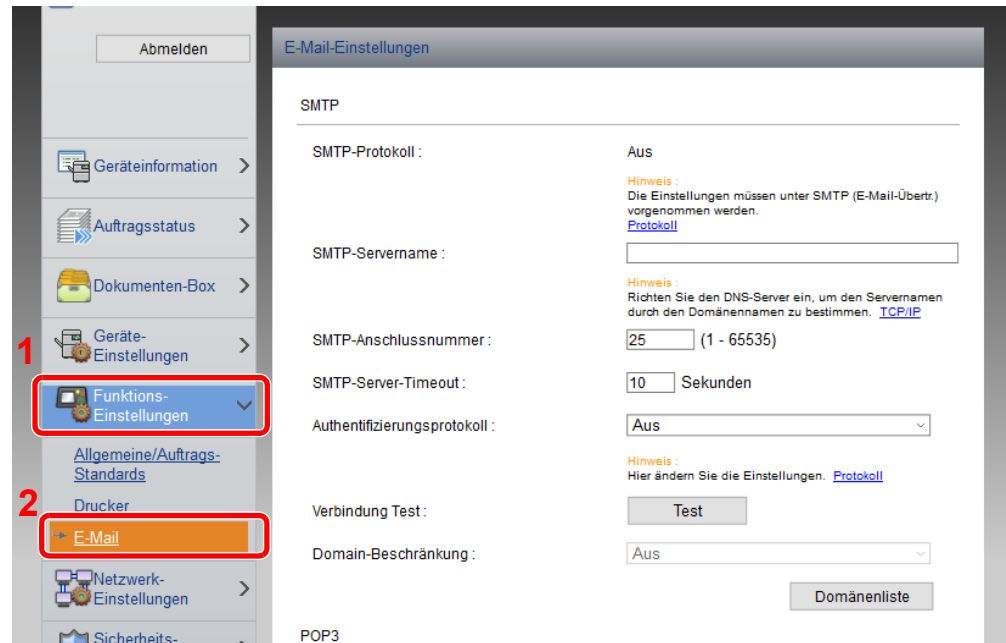 Abmelden
Geräteinformation
Auftragsstatus
Dokumenten-Box
1
Geräte-
Einstellungen
Funktions-
Einstellungen
Allgemeine/Auftrags-
Standards
2
Drucker
E-Mail
Netzwerk-
Einstellungen
Sicherheits-
E-Mail-Einstellungen
SMTP
SMTP-Protokoll :
Aus
Hinweis :
Die Einstellungen müssen unter SMTP (E-Mail-Übertr.)
vorgenommen werden.
Protokoll
SMTP-Servername :
Hinweis :
Richten Sie den DNS-Server ein, um den Servernamen
durch den Domänennamen zu bestimmen. TCP/IP
SMTP-Anschlussnummer :
25 (1 - 65535)
SMTP-Server-Timeout :
10 Sekunden
Authentifizierungsprotokoll :
Aus
Hinweis :
Hier ändern Sie die Einstellungen. Protokoll
Verbindung Test :
Test
Domain-Beschränkung :
Aus
Domänenliste
POP3